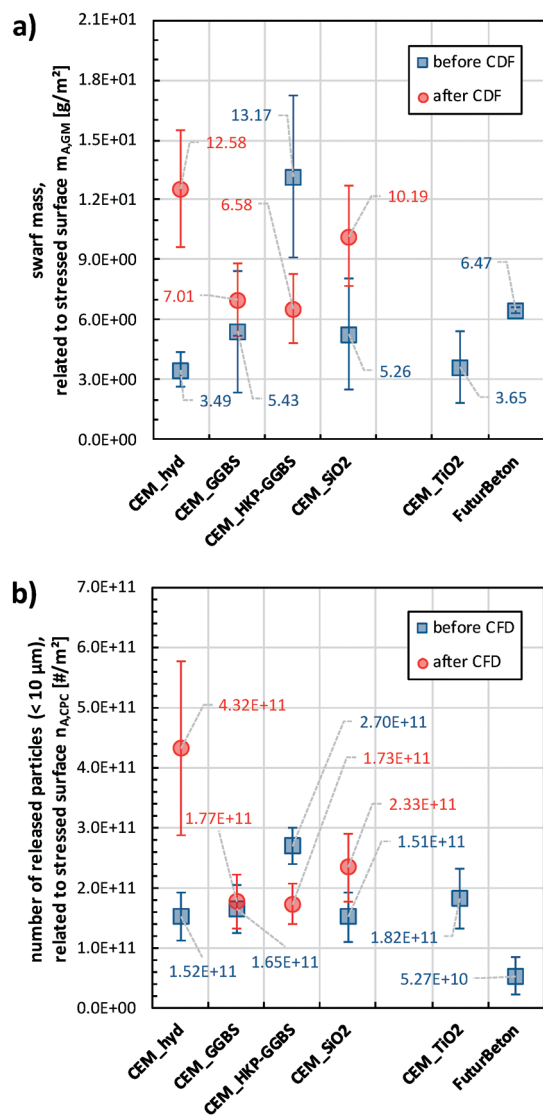 a)
swarf mass,
related to stressed surface mA,GM [g/m²]
2.1E+01
1.8E+01
1.5E+01
1.2E+01
9.0E+00
6.0E+00
3.0E+00
0.0E+00
before CDF
after CDF
13.17
12.58
6.58
10.19
7.01
6.47
3.49
5.43
5.26
3.65
CEM_hyd
CEM_GGBS
CEM_HKP-GGBS
CEM_SiO2
CEM_TiO2
FuturBeton
b)
number of released particles (< 10 µm),
related to stressed surface nA,CPC [#/m²]
7.0E+11
6.0E+11
5.0E+11
4.0E+11
3.0E+11
2.0E+11
1.0E+11
0.0E+00
before CFD
after CFD
4.32E+11
2.70E+11
1.73E+11
1.77E+11
2.33E+11
1.51E+11
1.82E+11
1.52E+11
1.65E+11
5.27E+10
CEM_hyd
CEM_GGBS
CEM_HKP-GGBS
CEM_SiO2
CEM_TiO2
FuturBeton